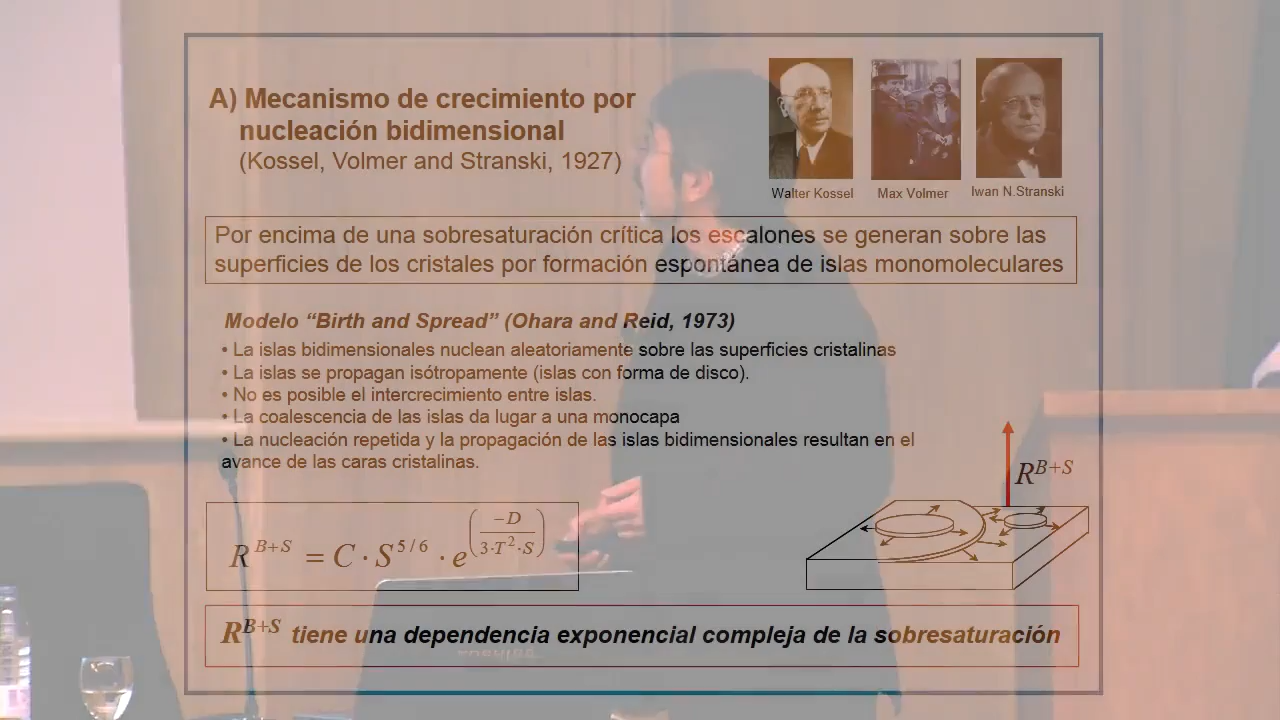 A) Mecanismo de crecimiento por
nucleación bidimensional
(Kossel, Volmer and Stranski, 1927)
Walter Kossel
Max Volmer
Iwan N.Stranski
Por encima de una sobresaturación crítica los escalones se generan sobre las
superficies de los cristales por formación espontánea de islas monomoleculares
Modelo “Birth and Spread” (Ohara and Reid, 1973)
• La islas bidimensionales nuclean aleatoriamente sobre las superficies cristalinas
• La islas se propagan isótropamente (islas con forma de disco).
• No es posible el intercrecimiento entre islas.
• La coalescencia de las islas da lugar a una monocapa
• La nucleación repetida y la propagación de las islas bidimensionales resultan en el
avance de las caras cristalinas.
R^{B+S}
R^{B+S} = C · S^{5/6} · e^{(-D / 3·T^2·S)}
R^{B+S} tiene una dependencia exponencial compleja de la sobresaturación
TOSHIBA